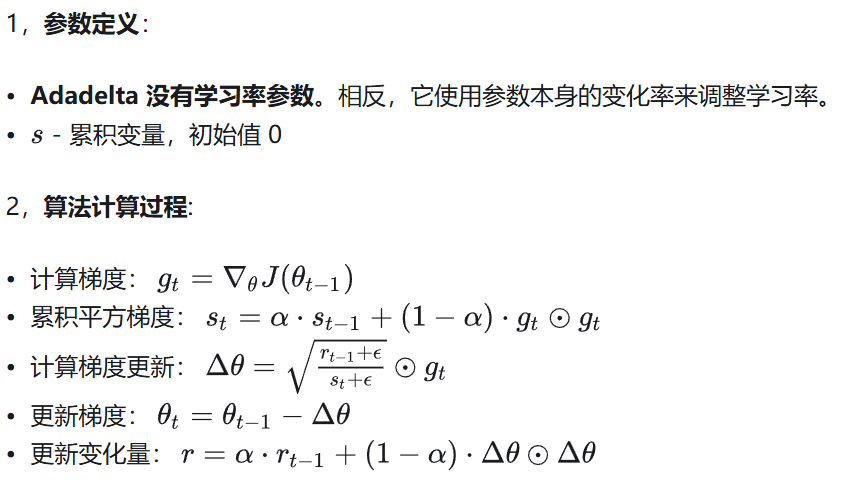 1，参数定义：
• Adadelta 没有学习率参数。相反，它使用参数本身的变化率来调整学习率。
• $s$ - 累积变量，初始值 0
2，算法计算过程:
• 计算梯度： $g_t = \nabla_\theta J(\theta_{t-1})$
• 累积平方梯度： $s_t = \alpha \cdot s_{t-1} + (1-\alpha) \cdot g_t \odot g_t$
• 计算梯度更新： $\Delta\theta = \sqrt{\frac{r_{t-1}+\epsilon}{s_t+\epsilon}} \odot g_t$
• 更新梯度： $\theta_t = \theta_{t-1} - \Delta\theta$
• 更新变化量： $r = \alpha \cdot r_{t-1} + (1-\alpha) \cdot \Delta\theta \odot \Delta\theta$